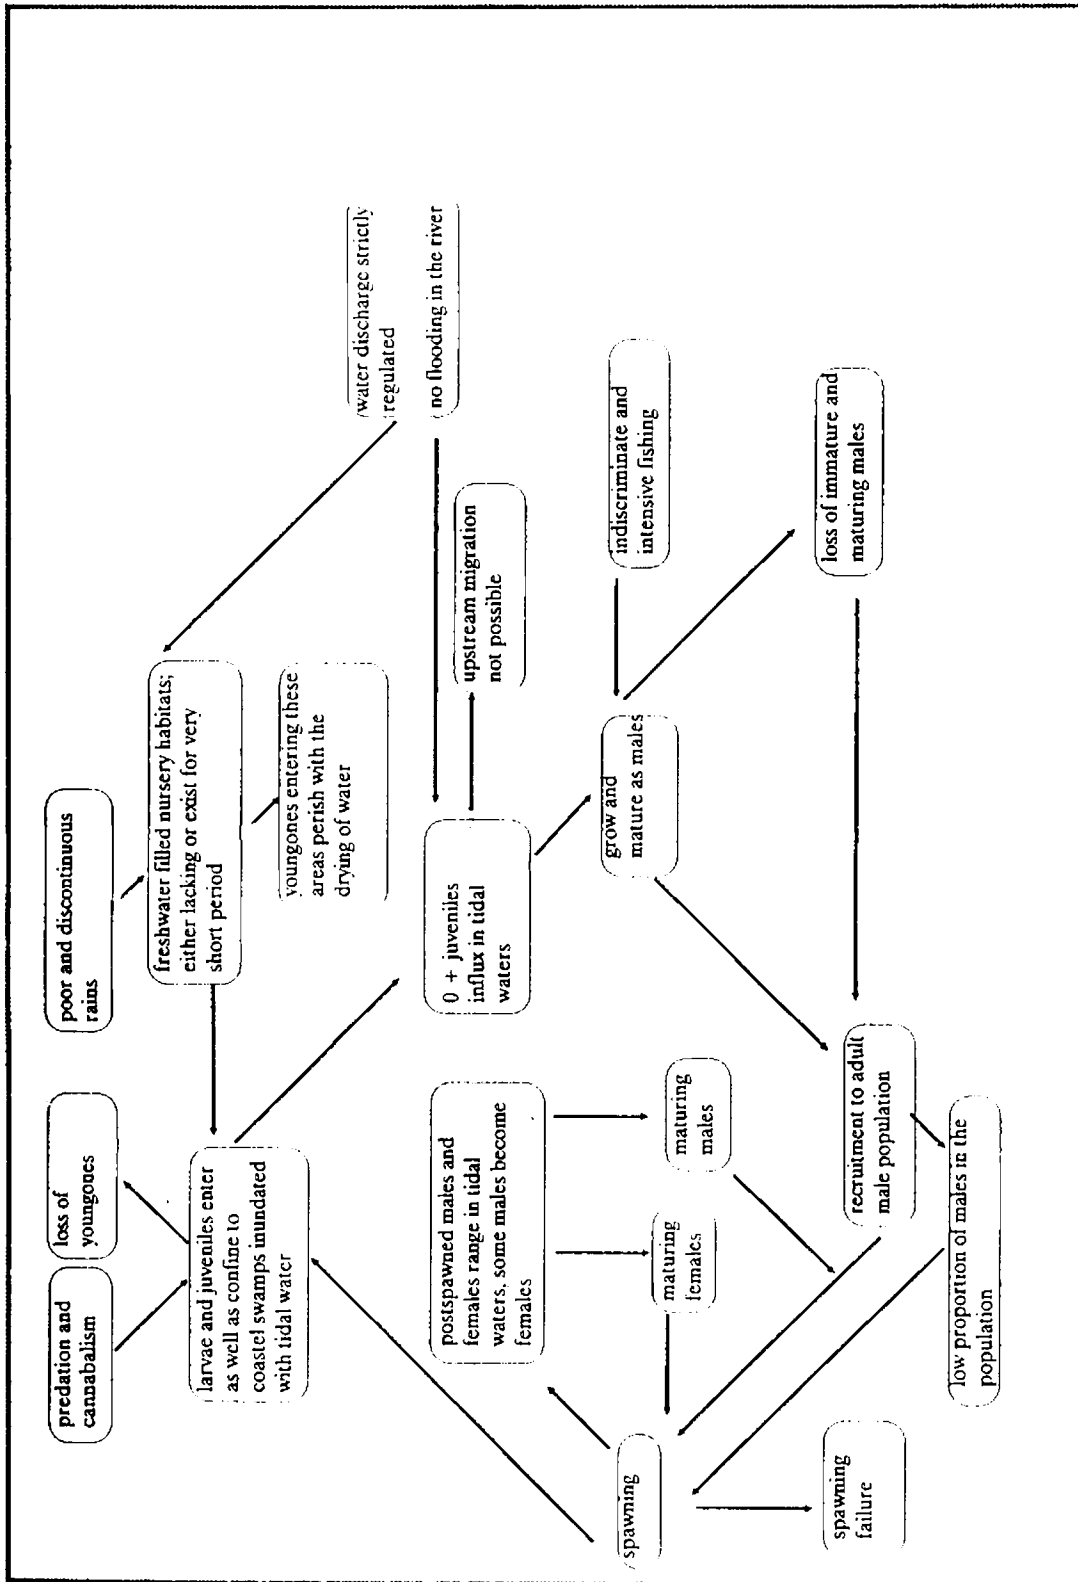 predation and
cannabalism
loss of
youngones
poor and discontinuous
rains
larvae and juveniles enter
as well as confine to
coastel swamps inundated
with tidal water
freshwater filled nursery habitats;
either lacking or exist for very
short period
youngones entering these
areas perish with the
drying of water
water discharge strictly
regulated
no flooding in the river
postspawned males and
females range in tidal
waters, some males become
females
0 + juveniles
influx in tidal
waters
upstream migration
not possible
spawning
maturing
females
maturing
males
grow and
mature as males
indiscriminate and
intensive fishing
spawning
failure
recruitment to adult
male population
loss of immature and
maturing males
low proportion of males in the
population